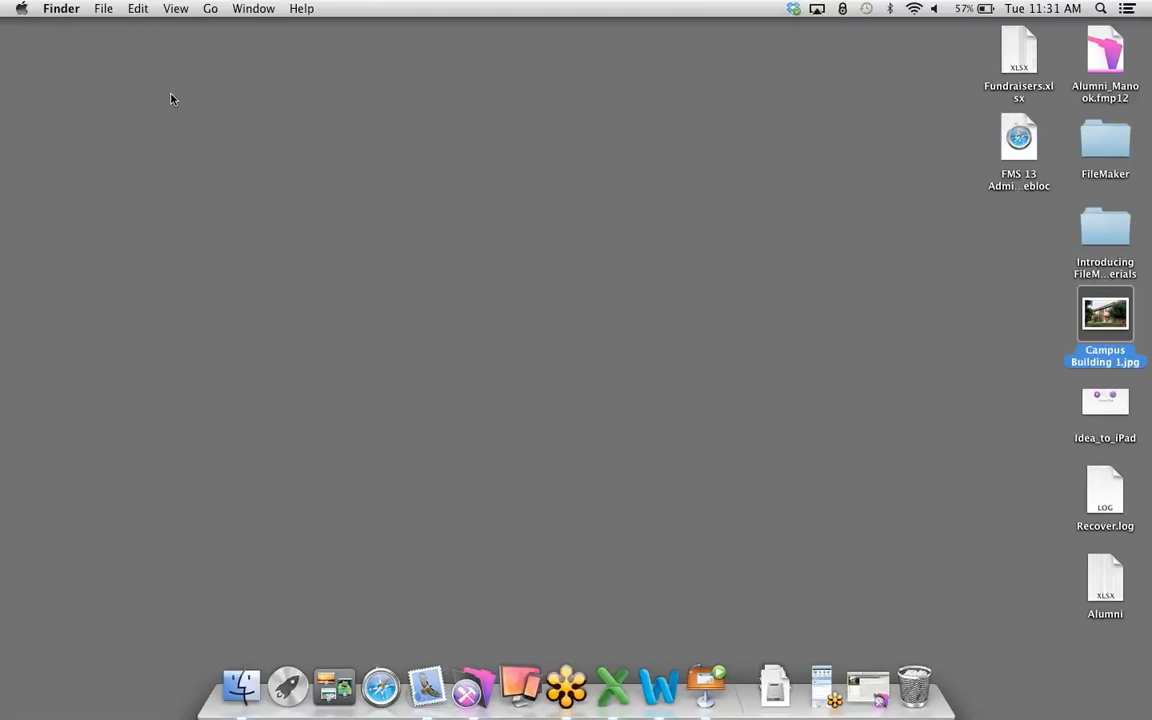 Finder File Edit View Go Window Help 57% Tue 11:31 AM
XLSX
Fundraisers.xl
sx
Alumni_Mano
ok.fmp12
FMS 13
Admi...ebloc
FileMaker
Introducing
FileM...erials
Campus
Building 1.jpg
Idea_to_iPad
LOG
Recover.log
XLSX
Alumni